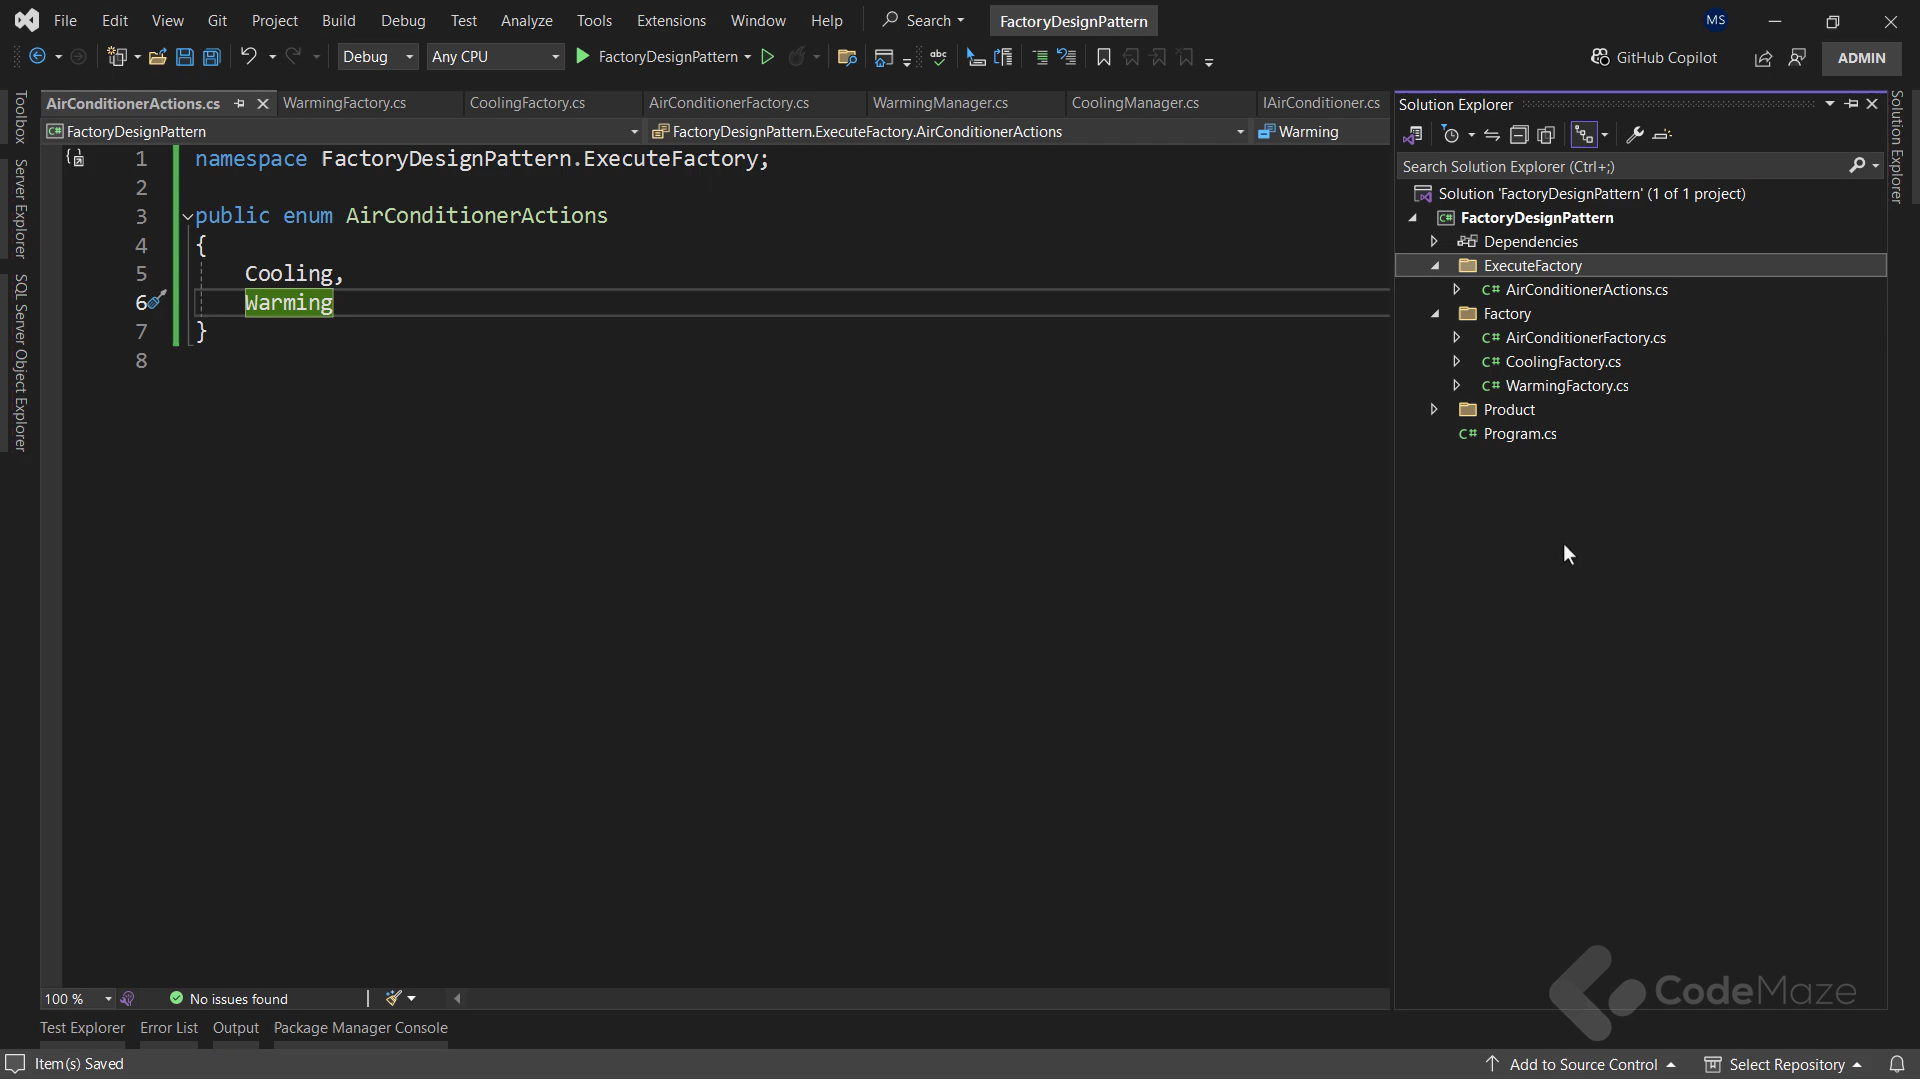 File Edit View Git Project Build Debug Test Analyze Tools Extensions Window Help Search FactoryDesignPattern MS
Debug Any CPU FactoryDesignPattern abc GitHub Copilot ADMIN
AirConditionerActions.cs WarmingFactory.cs CoolingFactory.cs AirConditionerFactory.cs WarmingManager.cs CoolingManager.cs IAirConditioner.cs
FactoryDesignPattern FactoryDesignPattern.ExecuteFactory.AirConditionerActions Warming
Toolbox
Server Explorer
SQL Server Object Explorer
1 namespace FactoryDesignPattern.ExecuteFactory;
2
3 public enum AirConditionerActions
4 {
5 Cooling,
6 Warming
7 }
8
Solution Explorer
Search Solution Explorer (Ctrl+;)
Solution 'FactoryDesignPattern' (1 of 1 project)
C# FactoryDesignPattern
Dependencies
ExecuteFactory
C# AirConditionerActions.cs
Factory
C# AirConditionerFactory.cs
C# CoolingFactory.cs
C# WarmingFactory.cs
Product
C# Program.cs
Solution Explorer
CodeMaze
100 % No issues found
Test Explorer Error List Output Package Manager Console
Item(s) Saved Add to Source Control Select Repository